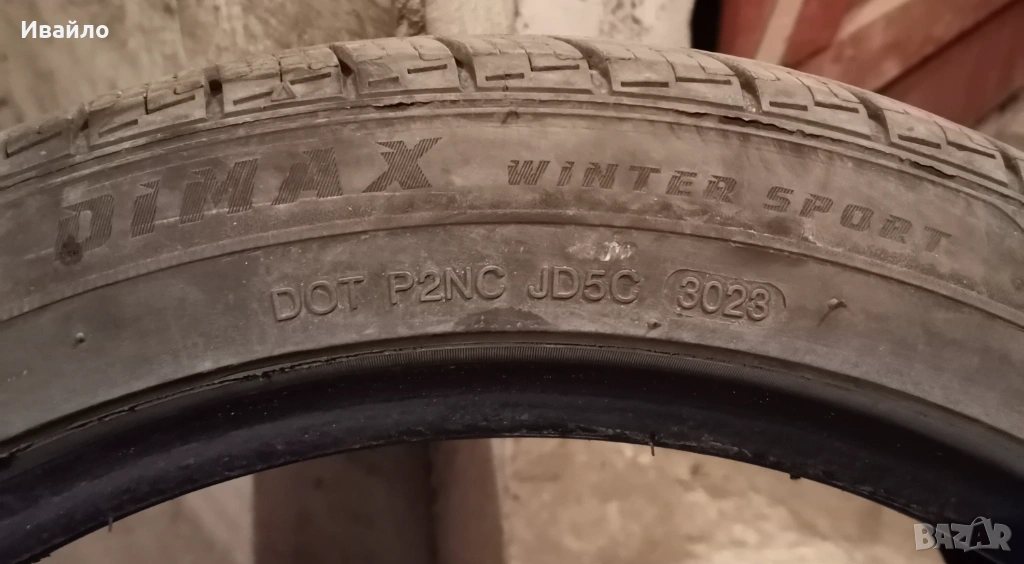 Ивайло
DIMAX WINTER SPORT
DOT P2NC JD5C 3023
BAZAR